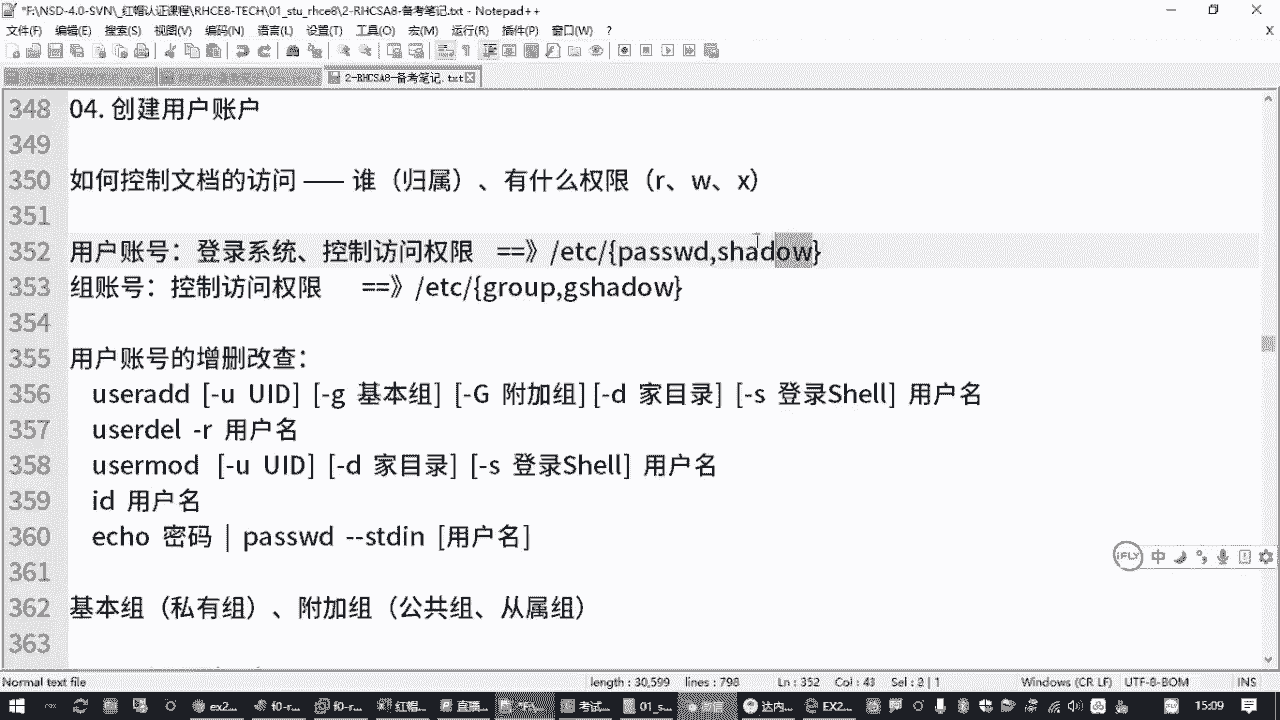 *F:\NSD-4.0-SVN\_红帽认证课程\RHCE8-TECH\01_stu_rhce8\2-RHCSA8-备考笔记.txt - Notepad++
文件(F) 编辑(E) 搜索(S) 视图(V) 编码(N) 语言(L) 设置(T) 工具(O) 宏(M) 运行(R) 插件(P) 窗口(W) ? X
2-RHCSA8-备考笔记.txt
348 04. 创建用户账户
349
350 如何控制文档的访问 —— 谁（归属）、有什么权限（r、w、x）
351
352 用户账号：登录系统、控制访问权限 ==》/etc/{passwd,shadow}
353 组账号：控制访问权限 ==》/etc/{group,gshadow}
354
355 用户账号的增删改查：
356 useradd [-u UID] [-g 基本组] [-G 附加组] [-d 家目录] [-s 登录Shell] 用户名
357 userdel -r 用户名
358 usermod [-u UID] [-d 家目录] [-s 登录Shell] 用户名
359 id 用户名
360 echo 密码 | passwd --stdin [用户名]
361
362 基本组（私有组）、附加组（公共组、从属组）
363
iFLY 中
Normal text file length : 30,599 lines : 798 Ln : 352 Col : 43 Sel : 3 | 1 Windows (CR LF) UTF-8-BOM INS
ex2... f0-r... f0-r... 红帽... 直播... 考试... 01_s... 达内... EX2... 15:09